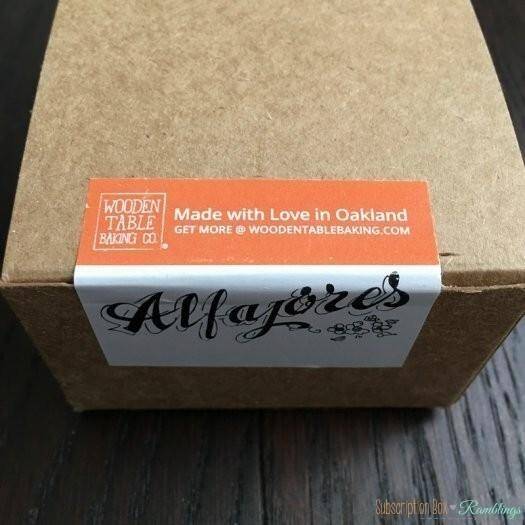 WOODEN
TABLE
BAKING CO.
Made with Love in Oakland
GET MORE @ WOODENTABLEBAKING.COM
Alfajores
Subscription Box Ramblings